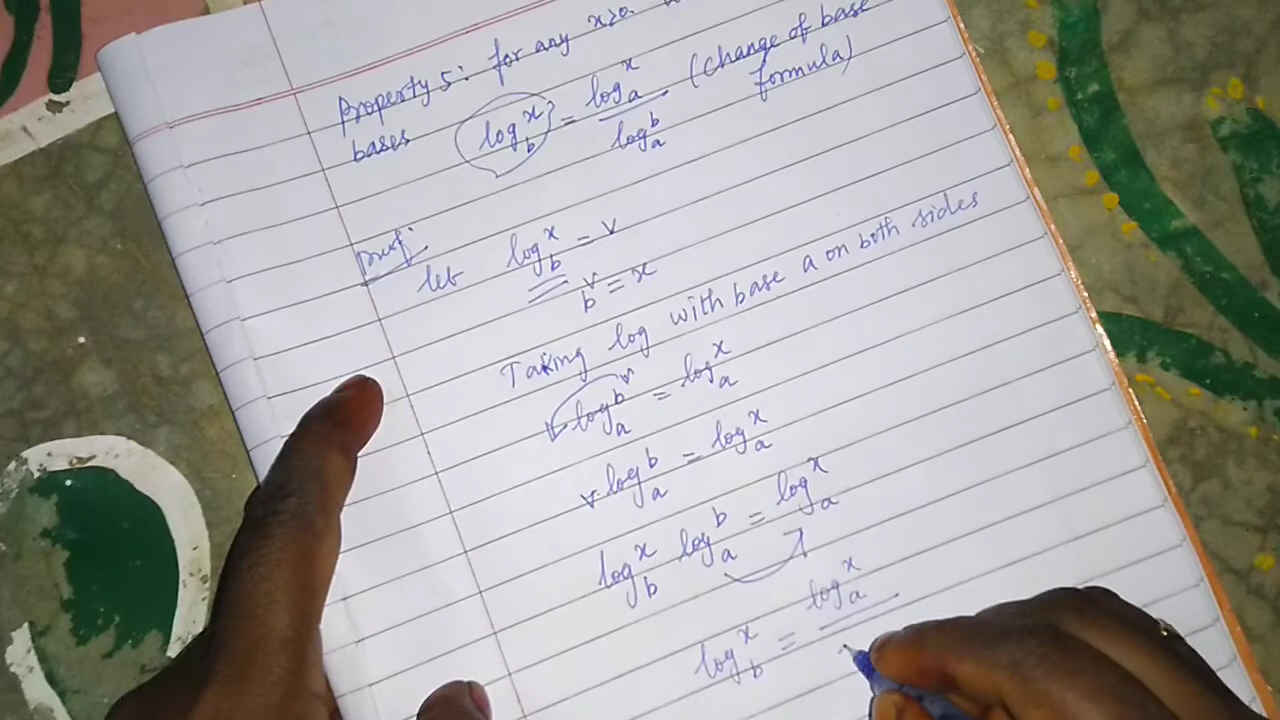 Property 5: for any x>0.
bases log_b^x = log_a^x / log_a^b (change of base formula)
proof:
let log_b^x = v
b^v = x
Taking log with base a on both sides
log_a^b^v = log_a^x
v. log_a^b = log_a^x
log_b^x log_a^b = log_a^x
log_b^x = log_a^x